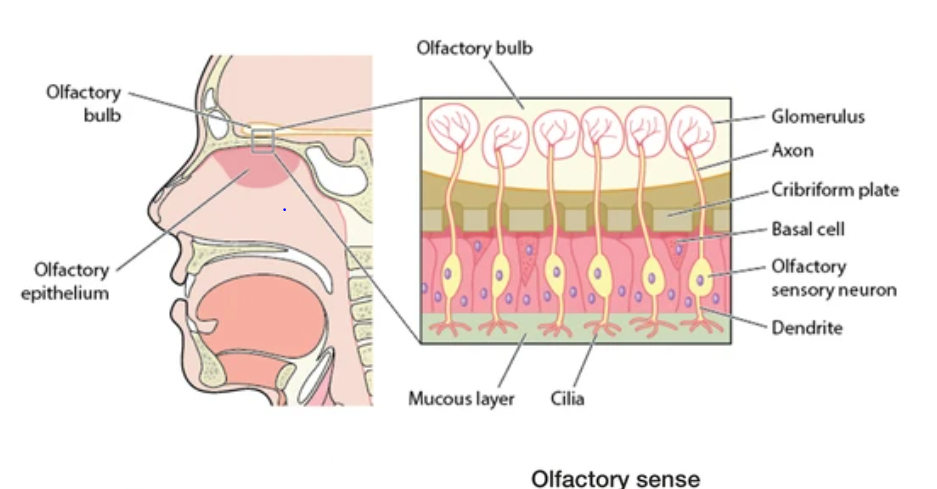 Olfactory bulb
Olfactory
bulb
Glomerulus
Axon
Cribriform plate
Basal cell
Olfactory
sensory neuron
Olfactory
epithelium
Dendrite
Mucous layer
Cilia
Olfactory sense